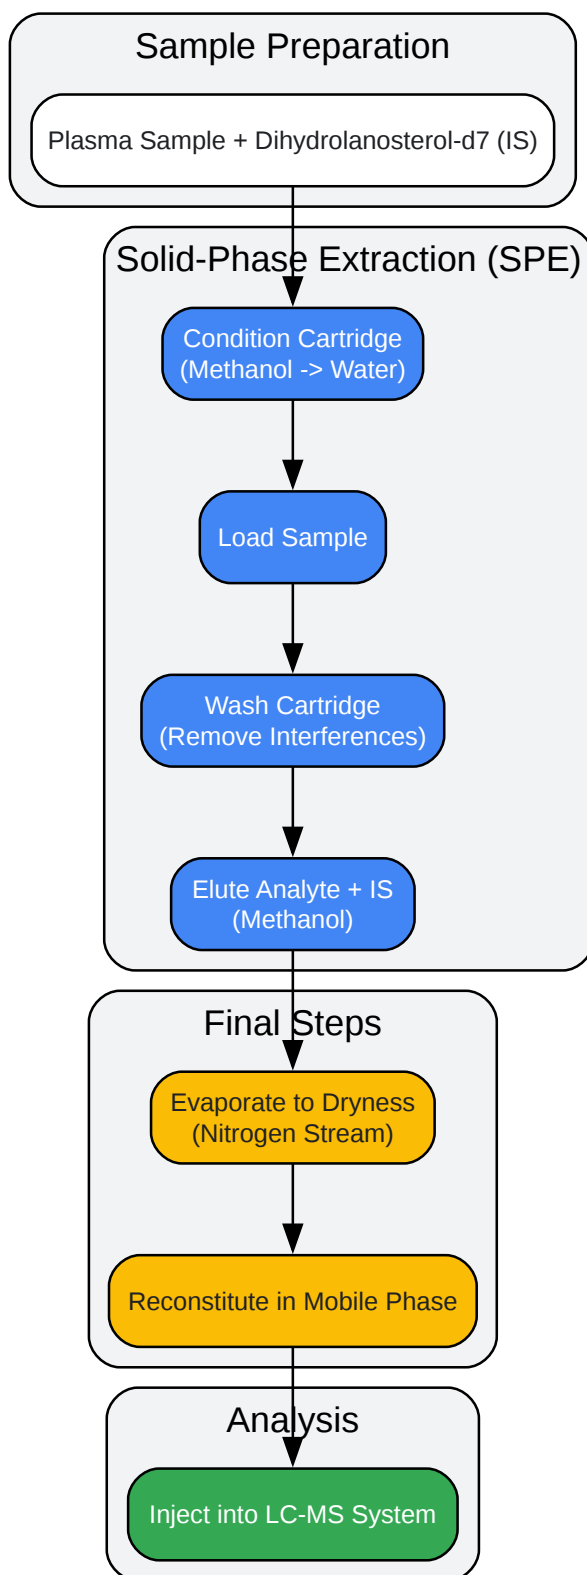 Sample Preparation
Plasma Sample + Dihydrolanosterol-d7 (IS)
Solid-Phase Extraction (SPE)
Condition Cartridge
(Methanol -> Water)
Load Sample
Wash Cartridge
(Remove Interferences)
Elute Analyte + IS
(Methanol)
Final Steps
Evaporate to Dryness
(Nitrogen Stream)
Reconstitute in Mobile Phase
Analysis
Inject into LC-MS System